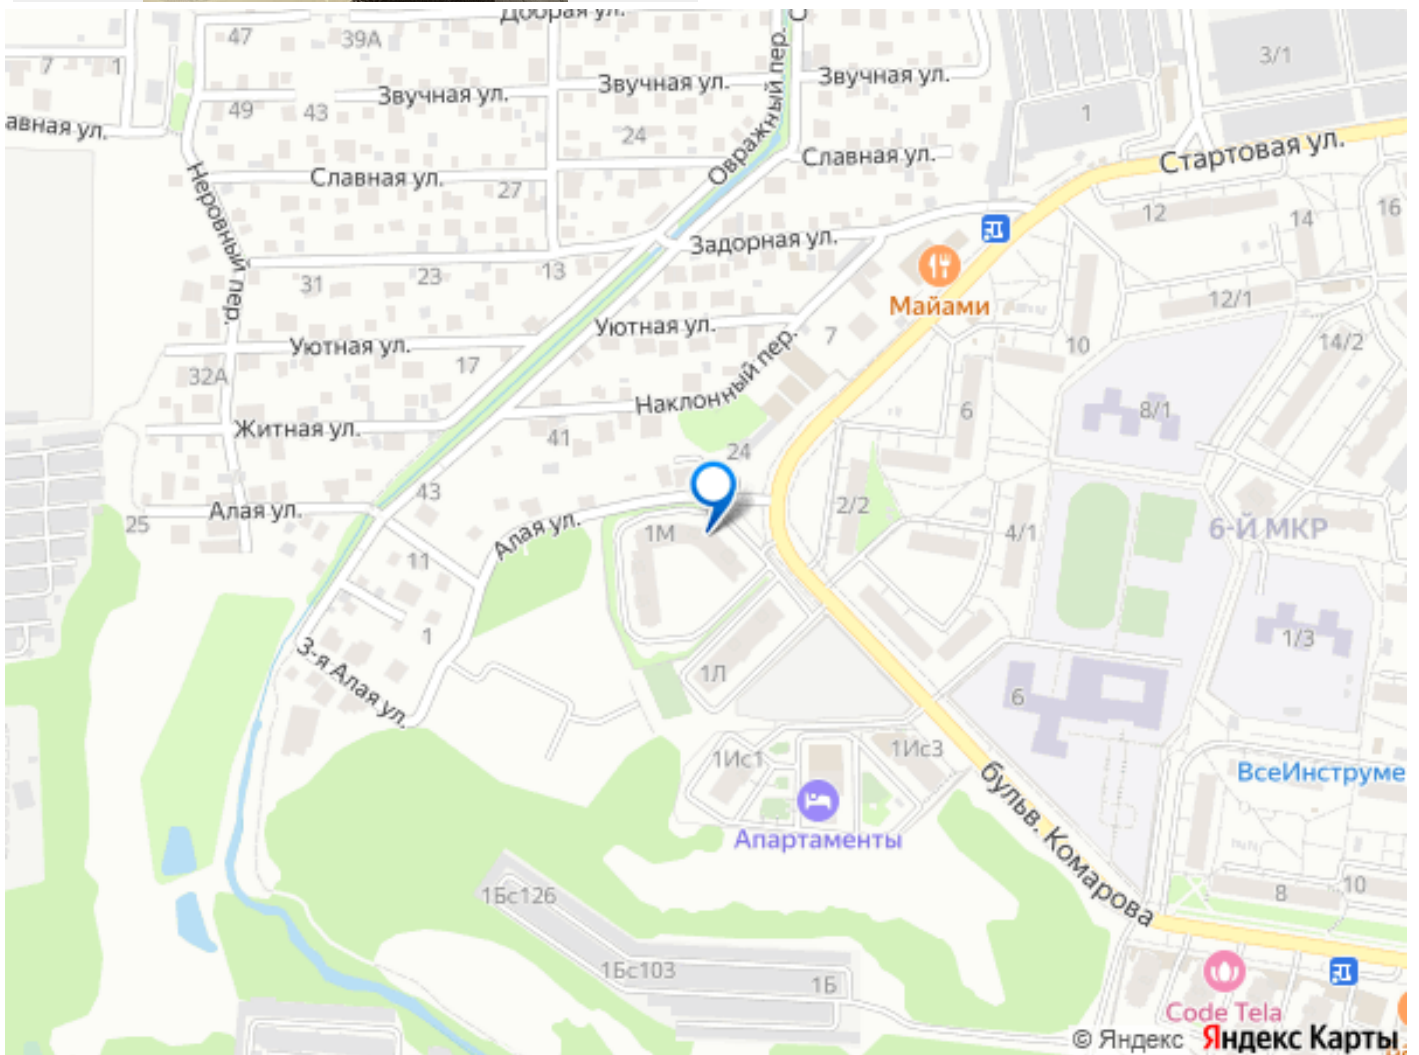 Добрая ул.
47
39А
7
1
Звучная ул.
Звучная ул.
Звучная ул.
3/1
49
43
24
1
авная ул.
Овражный пер.
Славная ул.
Стартовая ул.
Славная ул.
27
Неровный пер.
12
14
16
Задорная ул.
31
23
13
Майами
12/1
Уютная ул.
Уютная ул.
17
7
10
14/2
32А
Наклонный пер.
6
8/1
Житная ул.
41
24
43
2/2
25
Алая ул.
Алая ул.
1М
4/1
6-Й МКР
11
1
1/3
3-я Алая ул.
1Л
6
1Ис1
1Ис3
ВсеИнструме
бульв. Комарова
Апартаменты
8
10
1Бс126
1Бс103
1Б
Code Tela
© Яндекс Яндекс Карты